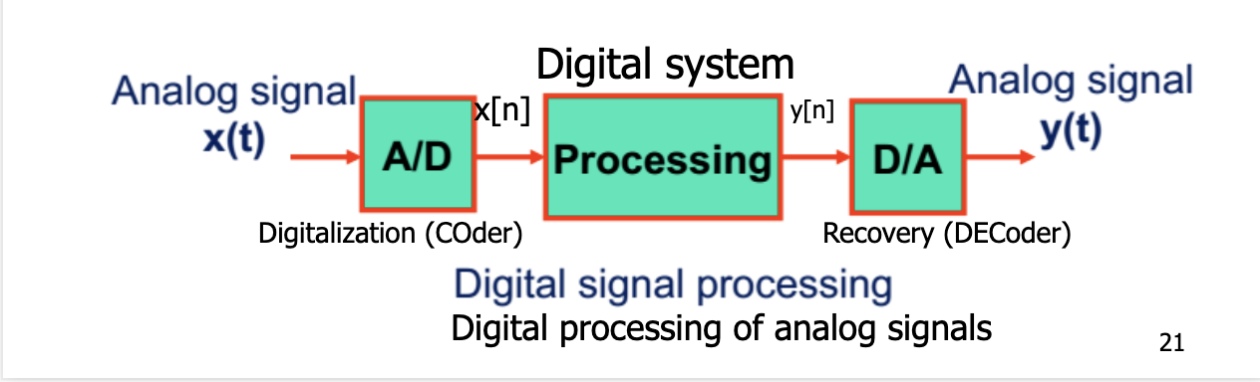 Digital system
Analog signal
x(t)
A/D
x[n]
Processing
y[n]
D/A
Analog signal
y(t)
Digitalization (COder)
Recovery (DECoder)
Digital signal processing
Digital processing of analog signals
21